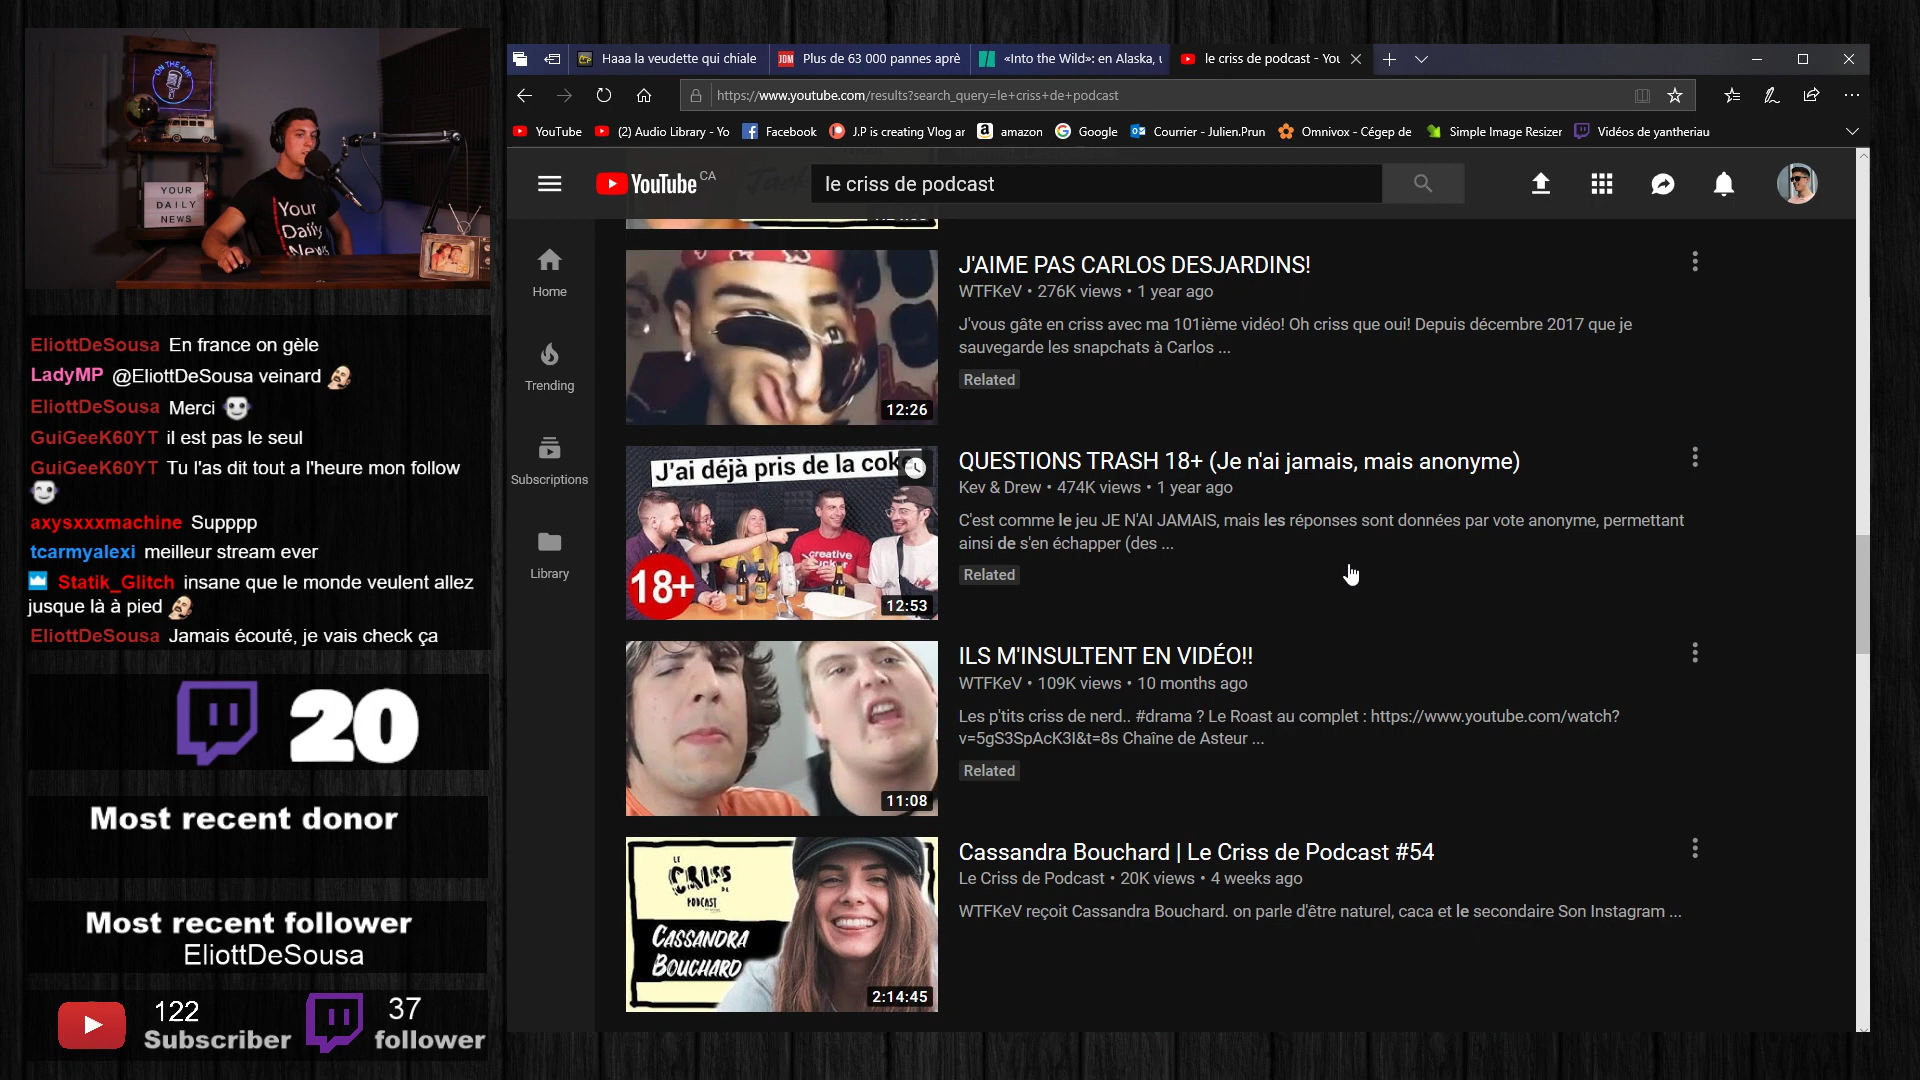 ON THE AIR
YOUR
DAILY
NEWS
Your
Daily
News
EliottDeSousa En france on gèle
LadyMP @EliottDeSousa veinard
EliottDeSousa Merci
GuiGeeK60YT il est pas le seul
GuiGeeK60YT Tu l'as dit tout a l'heure mon follow
axysxxxmachine Supppp
tcarmyalexi meilleur stream ever
Statik_Glitch insane que le monde veulent allez
jusque là à pied
EliottDeSousa Jamais écouté, je vais check ça
20
Most recent donor
Most recent follower
EliottDeSousa
122
Subscriber
37
follower
Haaa la veudette qui chiale
JDM Plus de 63 000 pannes aprè
«Into the Wild»: en Alaska, u
le criss de podcast - You
https://www.youtube.com/results?search_query=le+criss+de+podcast
YouTube
(2) Audio Library - Yo
Facebook
J.P is creating Vlog ar
amazon
Google
Courrier - Julien.Prun
Omnivox - Cégep de
Simple Image Resizer
Vidéos de yantheriau
YouTube CA
le criss de podcast
Home
Trending
Subscriptions
Library
12:26
J'AIME PAS CARLOS DESJARDINS!
WTFKeV • 276K views • 1 year ago
J'vous gâte en criss avec ma 101ième vidéo! Oh criss que oui! Depuis décembre 2017 que je
sauvegarde les snapchats à Carlos ...
Related
J'ai déjà pris de la coke
creative
18+
12:53
QUESTIONS TRASH 18+ (Je n'ai jamais, mais anonyme)
Kev & Drew • 474K views • 1 year ago
C'est comme le jeu JE N'AI JAMAIS, mais les réponses sont données par vote anonyme, permettant
ainsi de s'en échapper (des ...
Related
11:08
ILS M'INSULTENT EN VIDÉO!!
WTFKeV • 109K views • 10 months ago
Les p'tits criss de nerd.. #drama ? Le Roast au complet : https://www.youtube.com/watch?
v=5gS3SpAcK3I&t=8s Chaîne de Asteur ...
Related
LE
CRISS
DE
PODCAST
CASSANDRA
BOUCHARD
2:14:45
Cassandra Bouchard | Le Criss de Podcast #54
Le Criss de Podcast • 20K views • 4 weeks ago
WTFKeV reçoit Cassandra Bouchard. on parle d'être naturel, caca et le secondaire Son Instagram ...